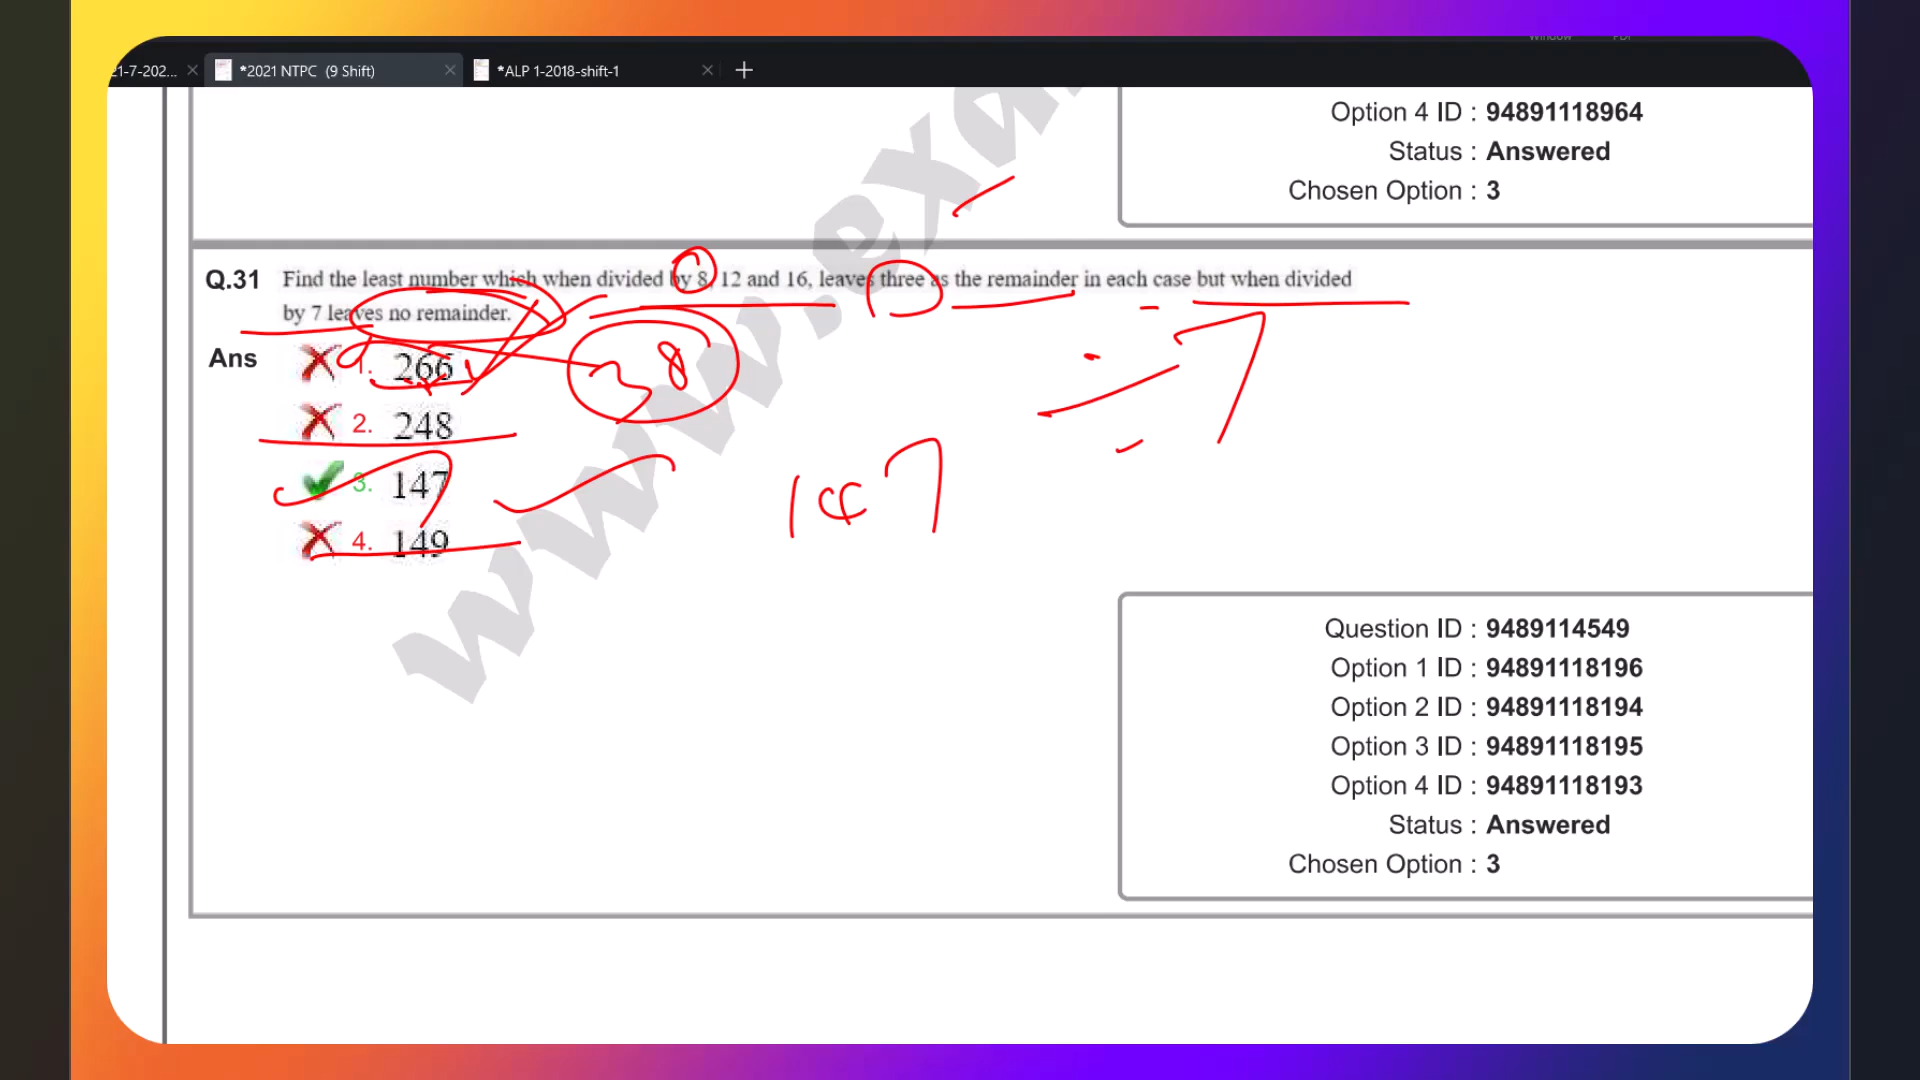 21-7-202...
*2021 NTPC (9 Shift)
*ALP 1-2018-shift-1
Option 4 ID : 94891118964
Status : Answered
Chosen Option : 3
Q.31 Find the least number which when divided by 8, 12 and 16, leaves three as the remainder in each case but when divided
by 7 leaves no remainder.
Ans
1. 266
38
2. 248
3. 147
147
4. 149
www.exa
Question ID : 9489114549
Option 1 ID : 94891118196
Option 2 ID : 94891118194
Option 3 ID : 94891118195
Option 4 ID : 94891118193
Status : Answered
Chosen Option : 3